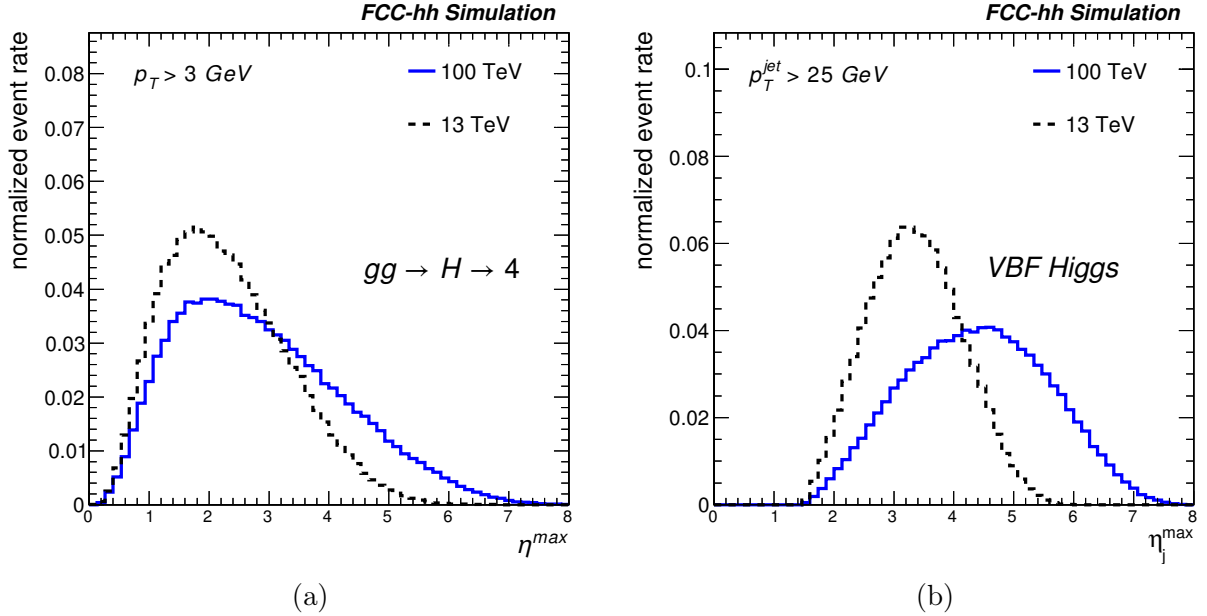 FCC-hh Simulation
normalized event rate
p_T > 3 GeV
100 TeV
13 TeV
gg → H → 4
0.08
0.07
0.06
0.05
0.04
0.03
0.02
0.01
0
0 1 2 3 4 5 6 7 8
η^max
(a)
FCC-hh Simulation
normalized event rate
p_T^jet > 25 GeV
100 TeV
13 TeV
VBF Higgs
0.1
0.08
0.06
0.04
0.02
0
0 1 2 3 4 5 6 7 8
η_j^max
(b)